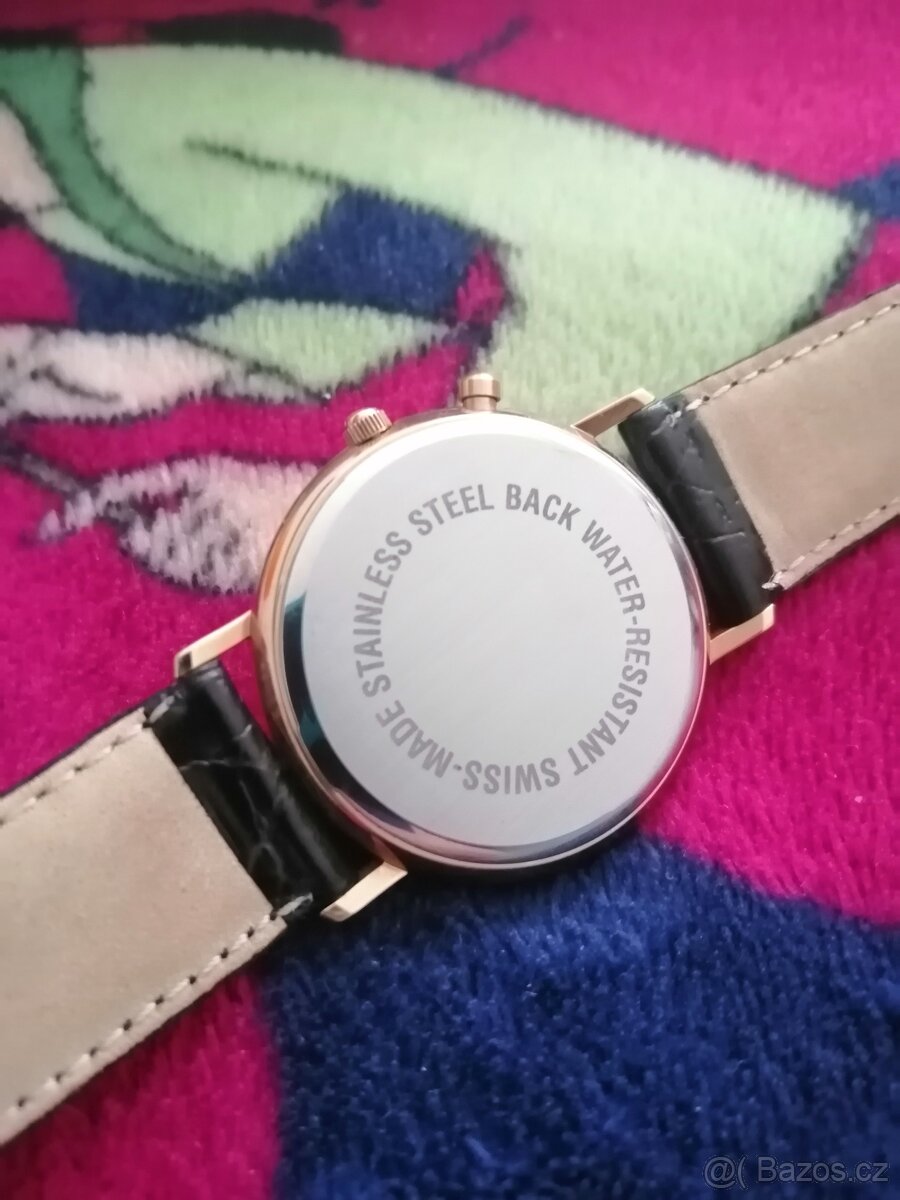 STAINLESS STEEL BACK WATER-RESISTANT SWISS-MADE
@( Bazos.cz